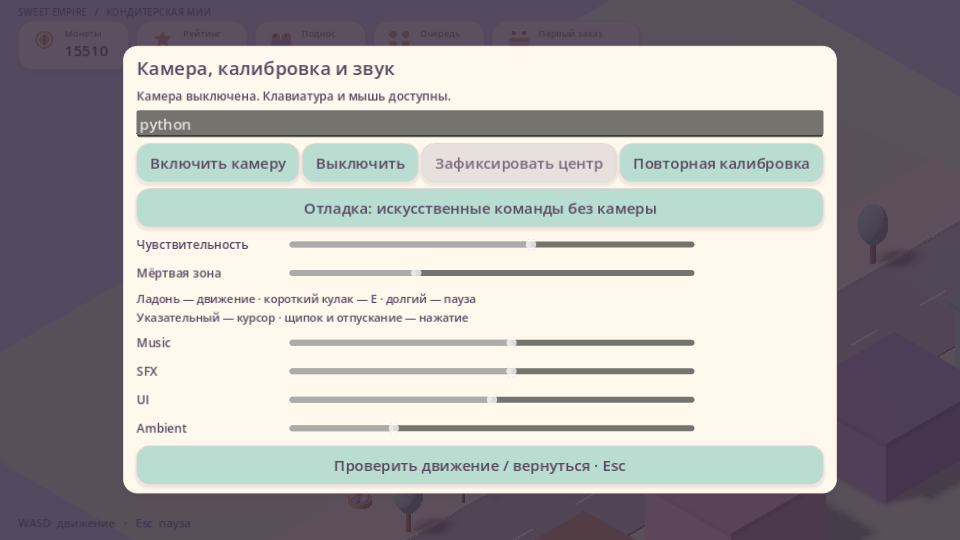 SWEET EMPIRE / КОНДИТЕРСКАЯ МИИ
Монеты Рейтинг Поднос Очередь Первый заказ
15510
Камера, калибровка и звук
Камера выключена. Клавиатура и мышь доступны.
python
Включить камеру Выключить Зафиксировать центр Повторная калибровка
Отладка: искусственные команды без камеры
Чувствительность
Мёртвая зона
Ладонь — движение · короткий кулак — E · долгий — пауза
Указательный — курсор · щипок и отпускание — нажатие
Music
SFX
UI
Ambient
Проверить движение / вернуться · Esc
WASD движение · Esc пауза